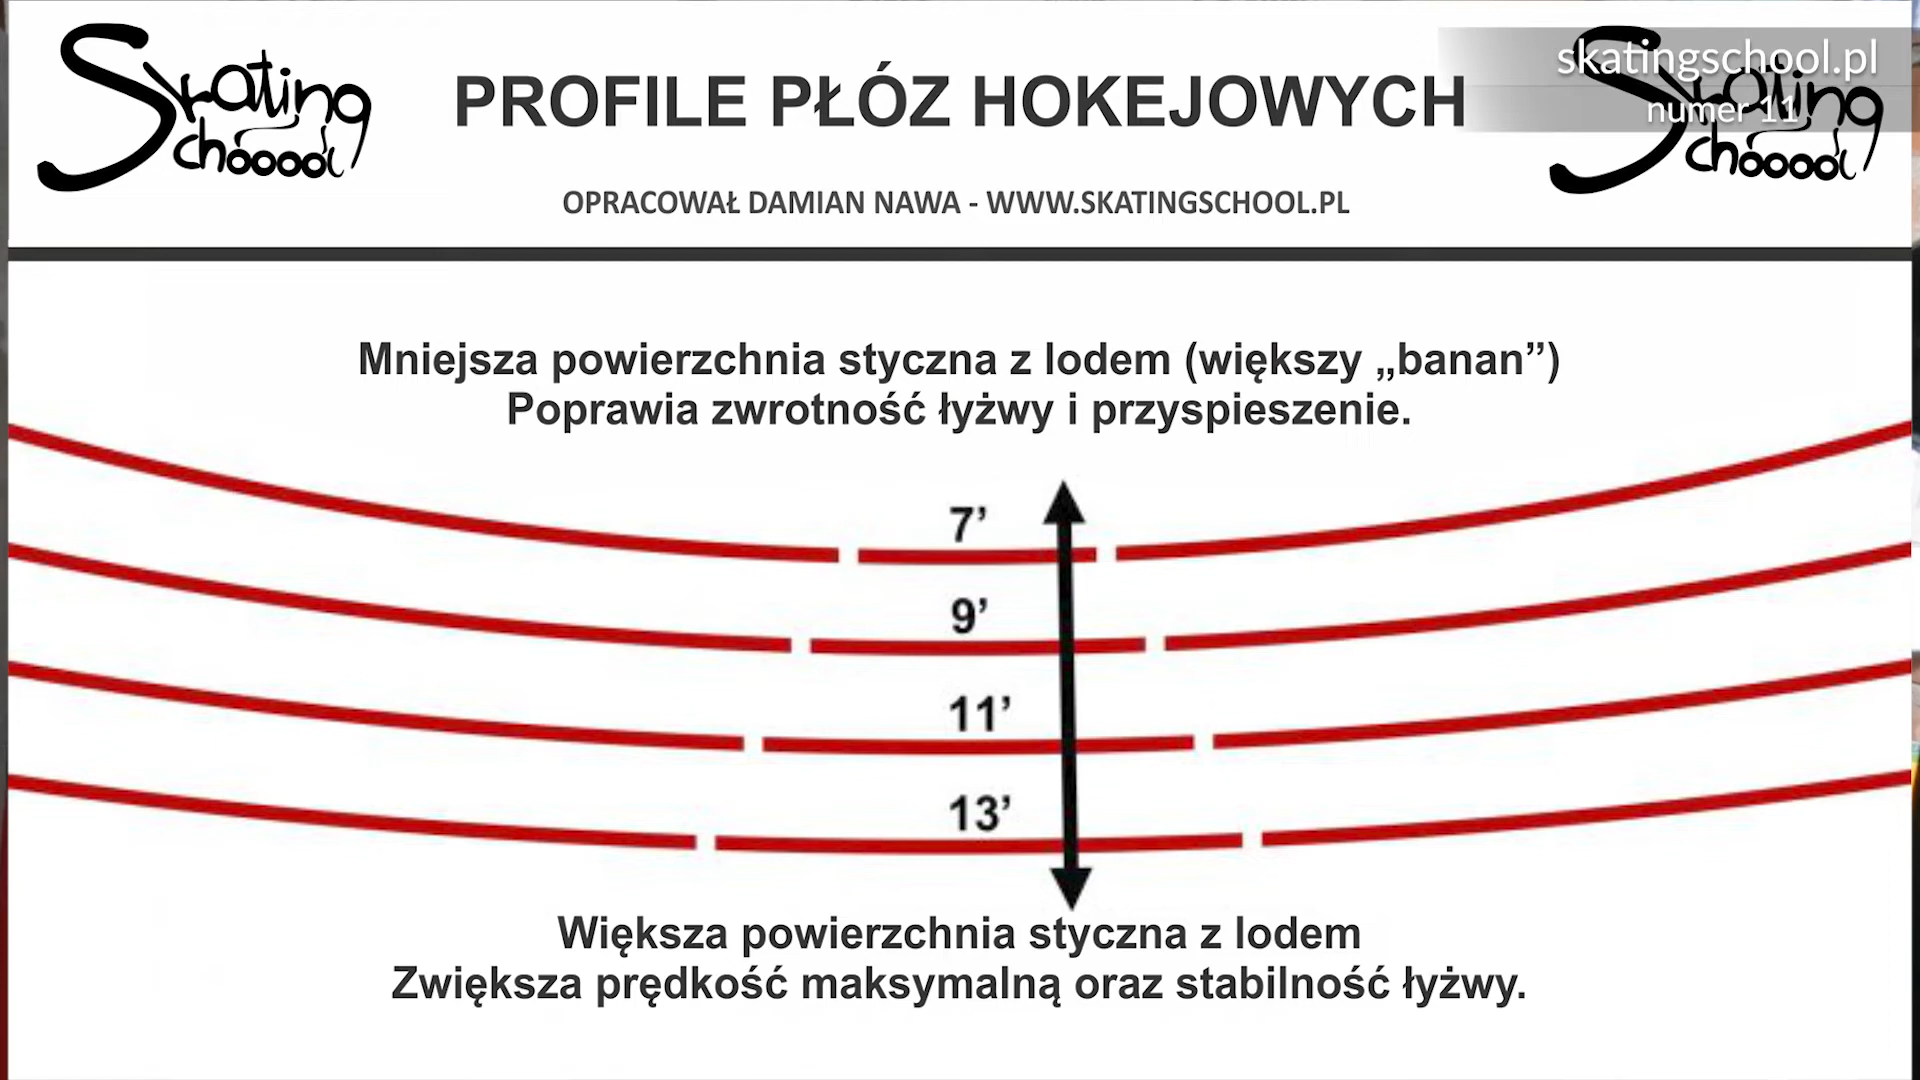 Skating
Schooool
PROFILE PŁÓZ HOKEJOWYCH
OPRACOWAŁ DAMIAN NAWA - WWW.SKATINGSCHOOL.PL
skatingschool.pl
numer 11
Skating
Schooool
Mniejsza powierzchnia styczna z lodem (większy „banan”)
Poprawia zwrotność łyżwy i przyspieszenie.
7’
9’
11’
13’
Większa powierzchnia styczna z lodem
Zwiększa prędkość maksymalną oraz stabilność łyżwy.